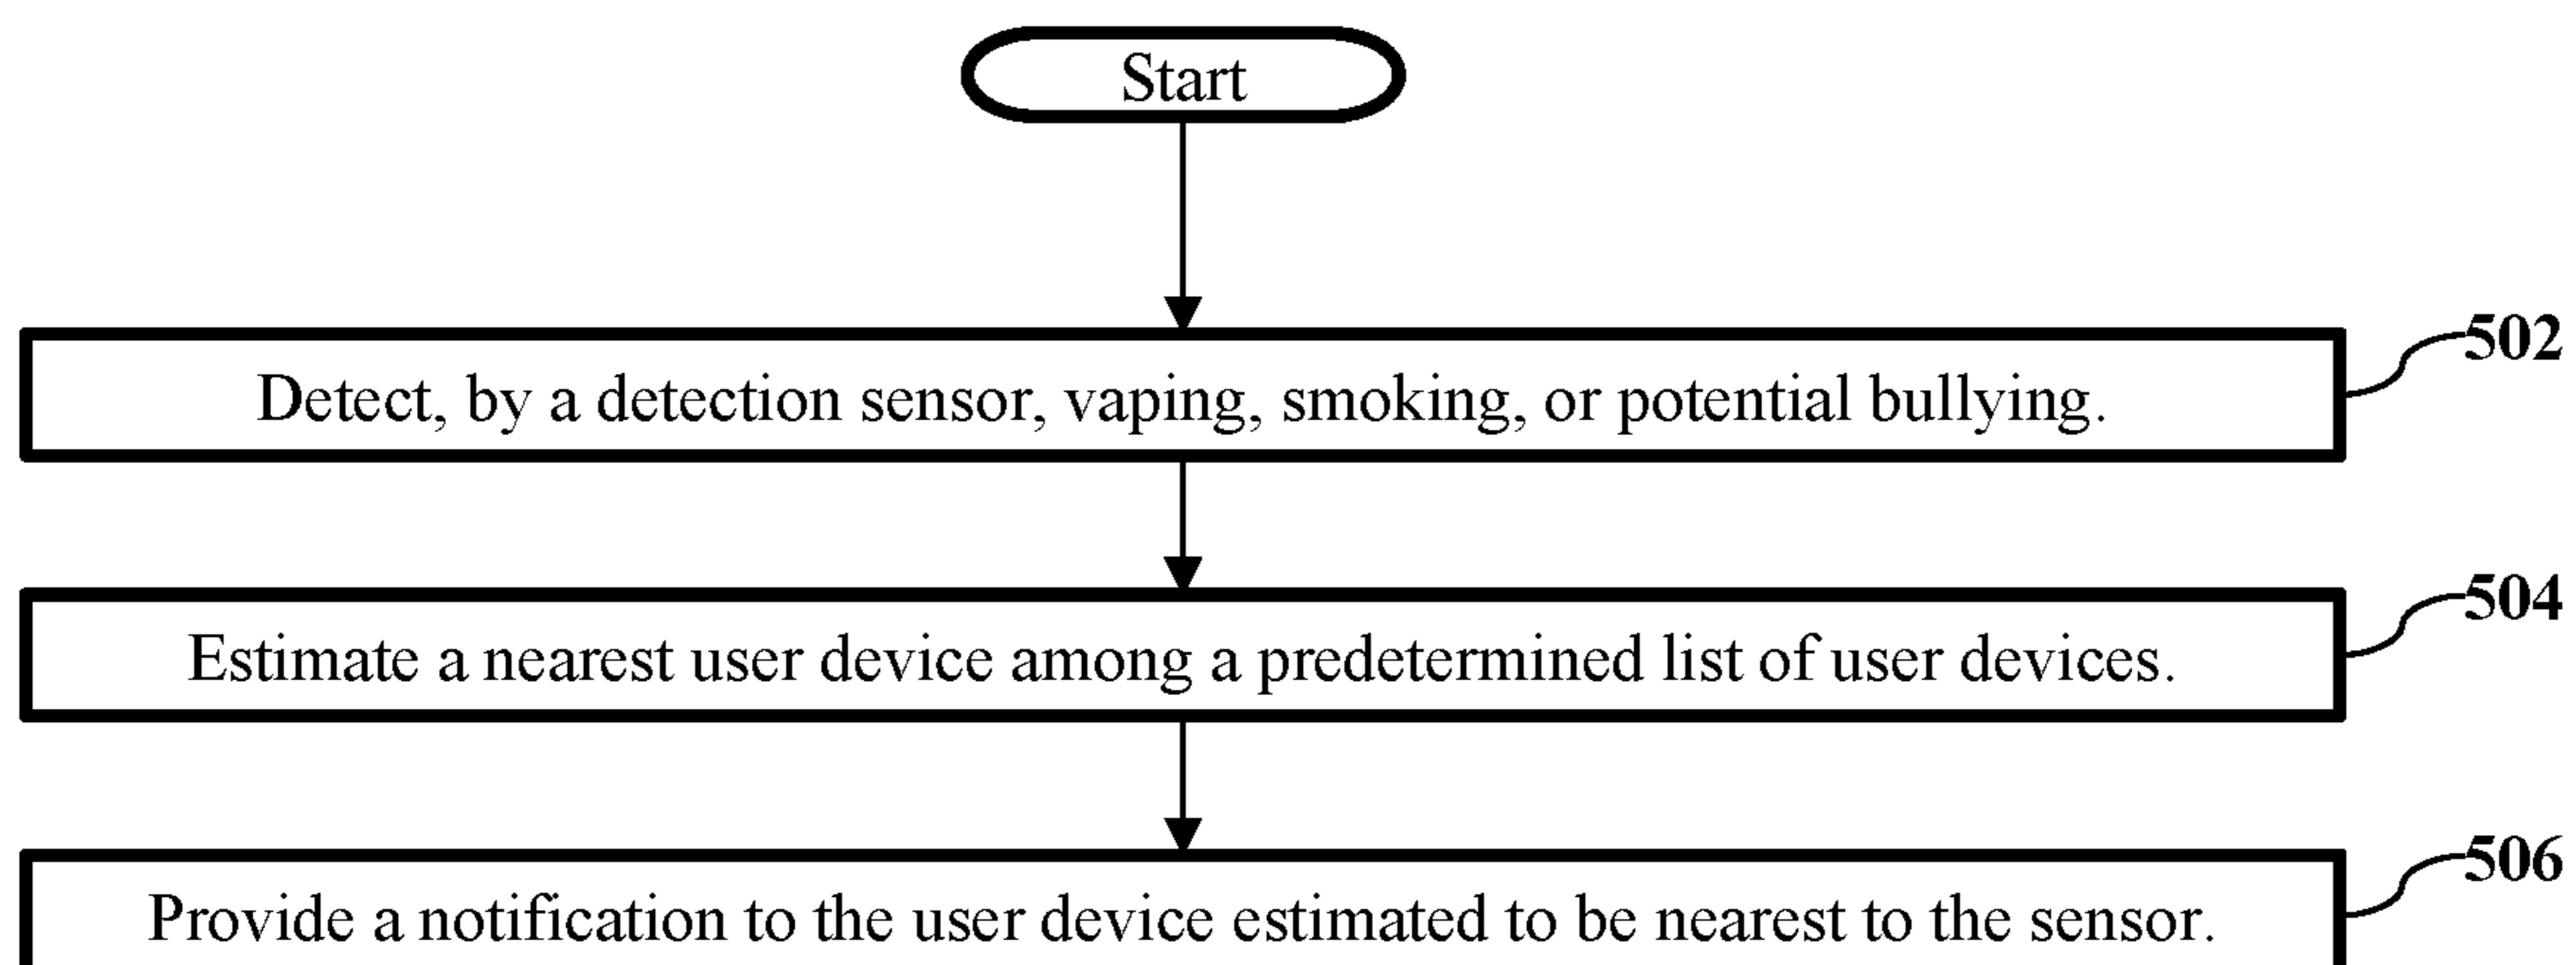 Start
502
Detect, by a detection sensor, vaping, smoking, or potential bullying.
504
Estimate a nearest user device among a predetermined list of user devices.
506
Provide a notification to the user device estimated to be nearest to the sensor.